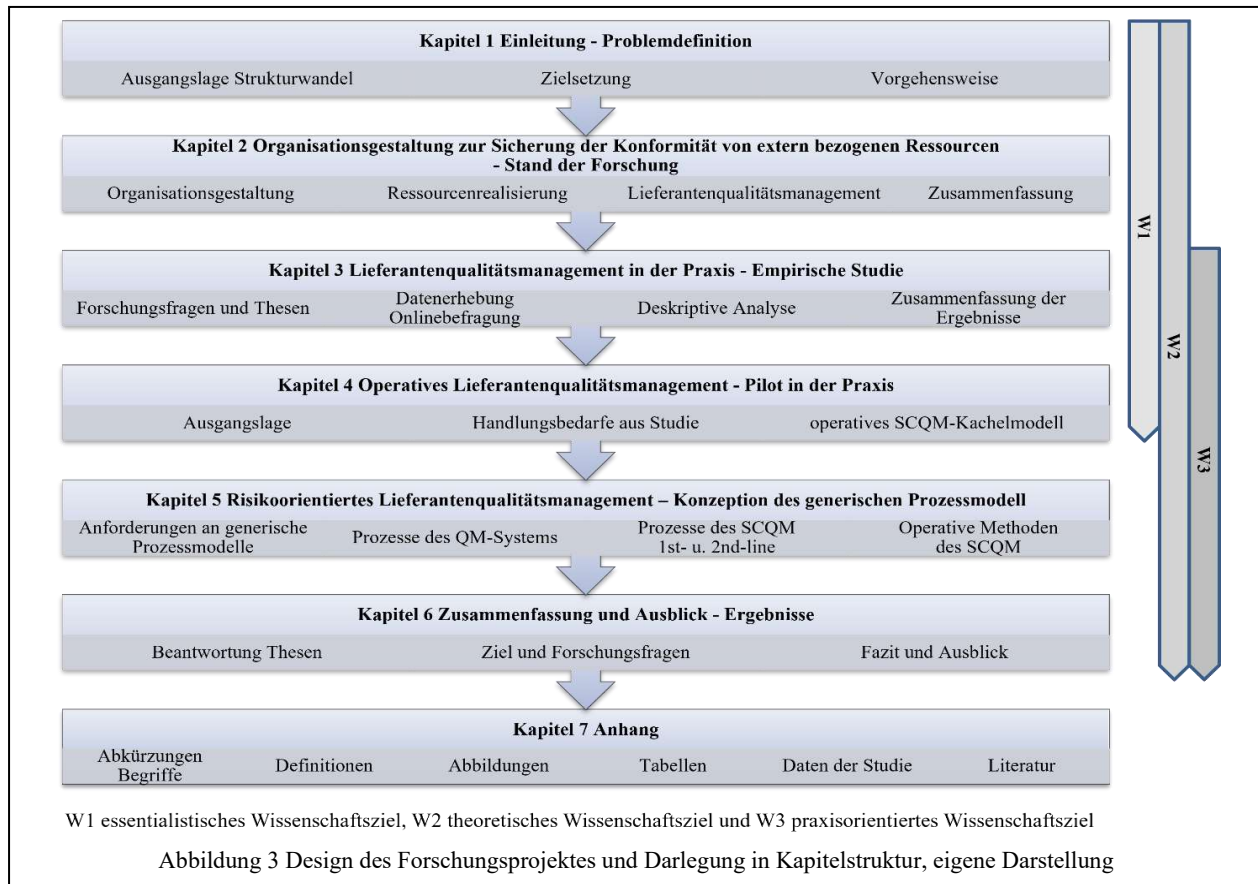 Kapitel 1 Einleitung - Problemdefinition
Ausgangslage Strukturwandel Zielsetzung Vorgehensweise
Kapitel 2 Organisationsgestaltung zur Sicherung der Konformität von extern bezogenen Ressourcen
- Stand der Forschung
Organisationsgestaltung Ressourcenrealisierung Lieferantenqualitätsmanagement Zusammenfassung
Kapitel 3 Lieferantenqualitätsmanagement in der Praxis - Empirische Studie
Forschungsfragen und Thesen
Datenerhebung
Onlinebefragung
Deskriptive Analyse
Zusammenfassung der
Ergebnisse
Kapitel 4 Operatives Lieferantenqualitätsmanagement - Pilot in der Praxis
Ausgangslage Handlungsbedarfe aus Studie operatives SCQM-Kachelmodell
Kapitel 5 Risikoorientiertes Lieferantenqualitätsmanagement – Konzeption des generischen Prozessmodell
Anforderungen an generische
Prozessmodelle
Prozesse des QM-Systems
Prozesse des SCQM
1st- u. 2nd-line
Operative Methoden
des SCQM
Kapitel 6 Zusammenfassung und Ausblick - Ergebnisse
Beantwortung Thesen Ziel und Forschungsfragen Fazit und Ausblick
Kapitel 7 Anhang
Abkürzungen
Begriffe
Definitionen
Abbildungen
Tabellen
Daten der Studie
Literatur
W1
W2
W3
W1 essentialistisches Wissenschaftsziel, W2 theoretisches Wissenschaftsziel und W3 praxisorientiertes Wissenschaftsziel
Abbildung 3 Design des Forschungsprojektes und Darlegung in Kapitelstruktur, eigene Darstellung